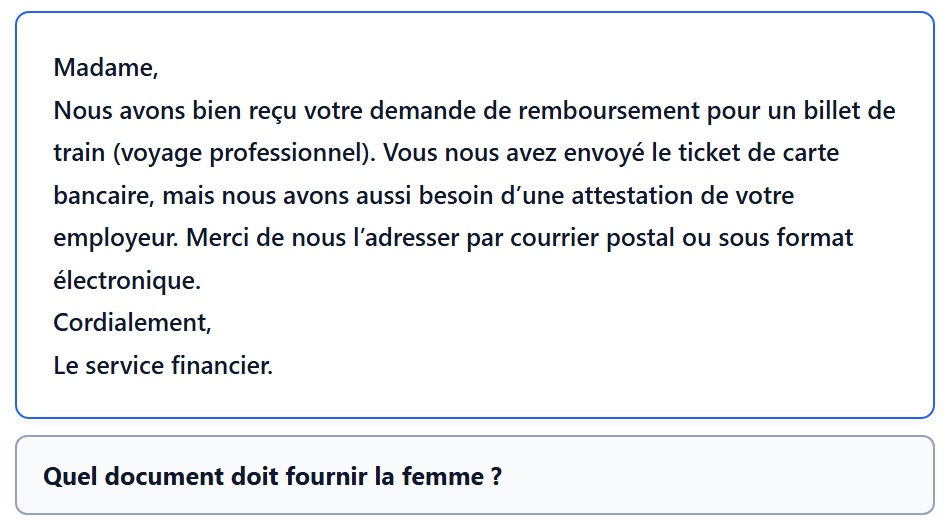 Madame,
Nous avons bien reçu votre demande de remboursement pour un billet de
train (voyage professionnel). Vous nous avez envoyé le ticket de carte
bancaire, mais nous avons aussi besoin d’une attestation de votre
employeur. Merci de nous l’adresser par courrier postal ou sous format
électronique.
Cordialement,
Le service financier.
Quel document doit fournir la femme ?